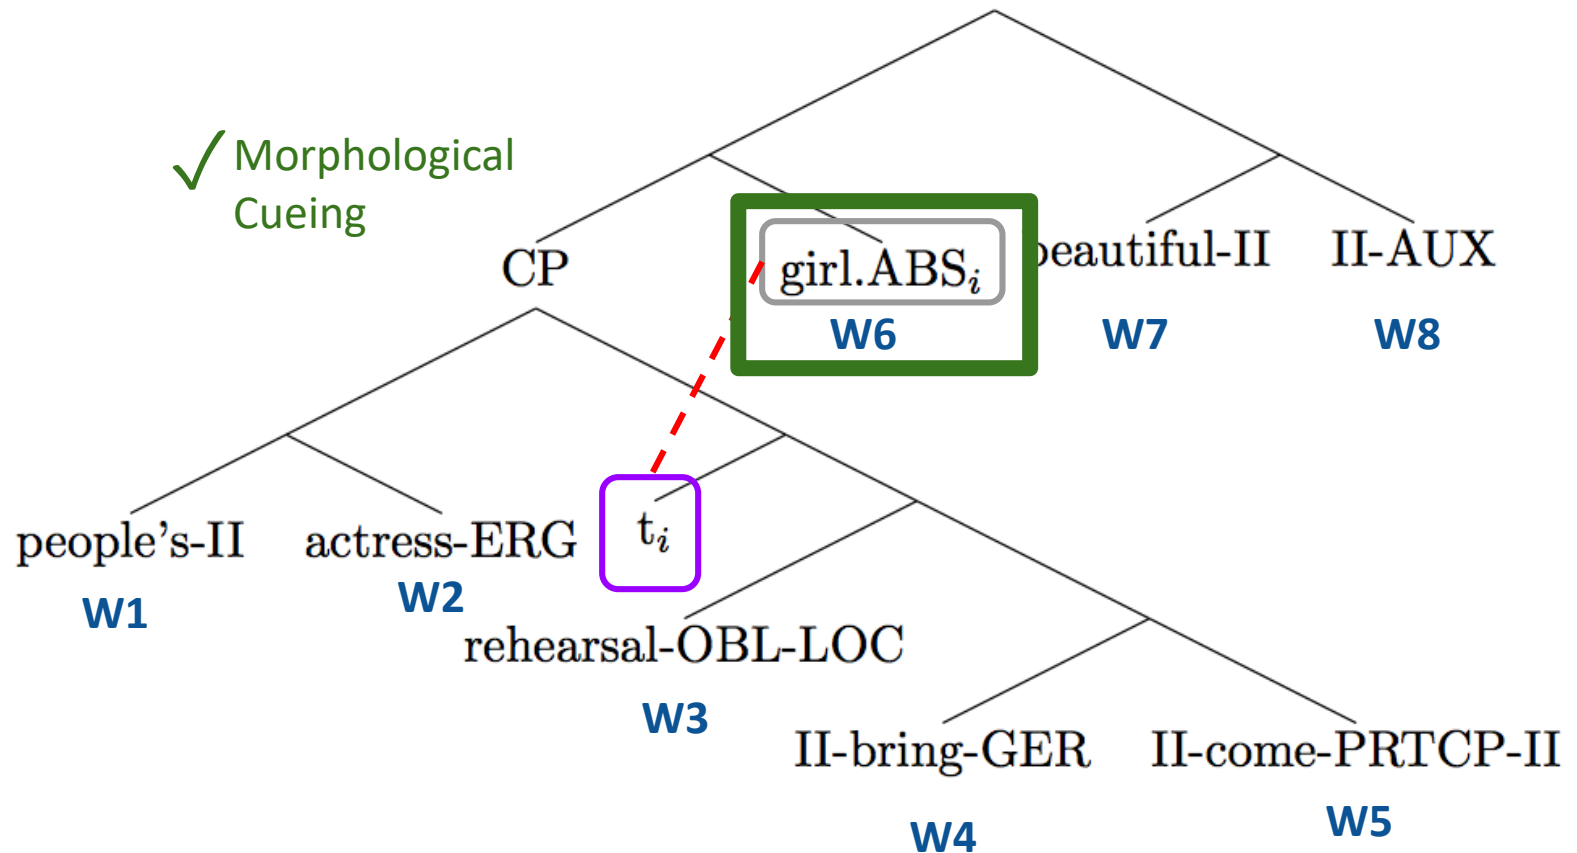 ✓ Morphological
Cueing
CP
girl.ABSi
beautiful-II
II-AUX
W6
W7
W8
people's-II
actress-ERG
ti
W1
W2
rehearsal-OBL-LOC
W3
II-bring-GER
II-come-PRTCP-II
W4
W5